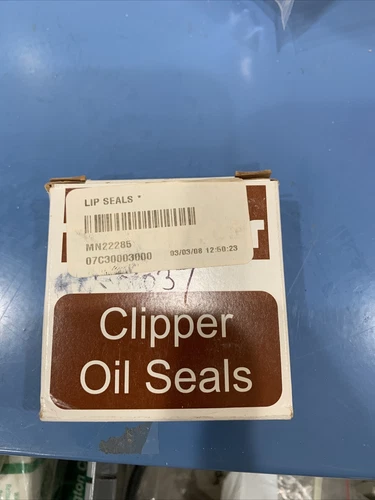 LIP SEALS *
MN22285
07C30003000 03/03/08 12:50:23
Clipper
Oil Seals